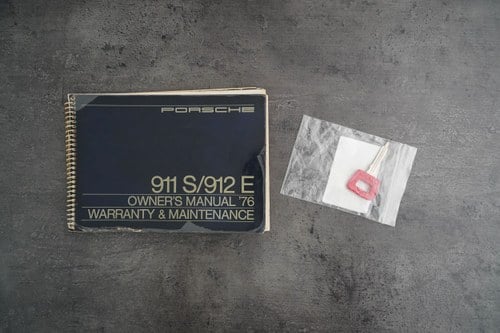 PORSCHE
911 S/912 E
OWNER'S MANUAL '76
WARRANTY & MAINTENANCE